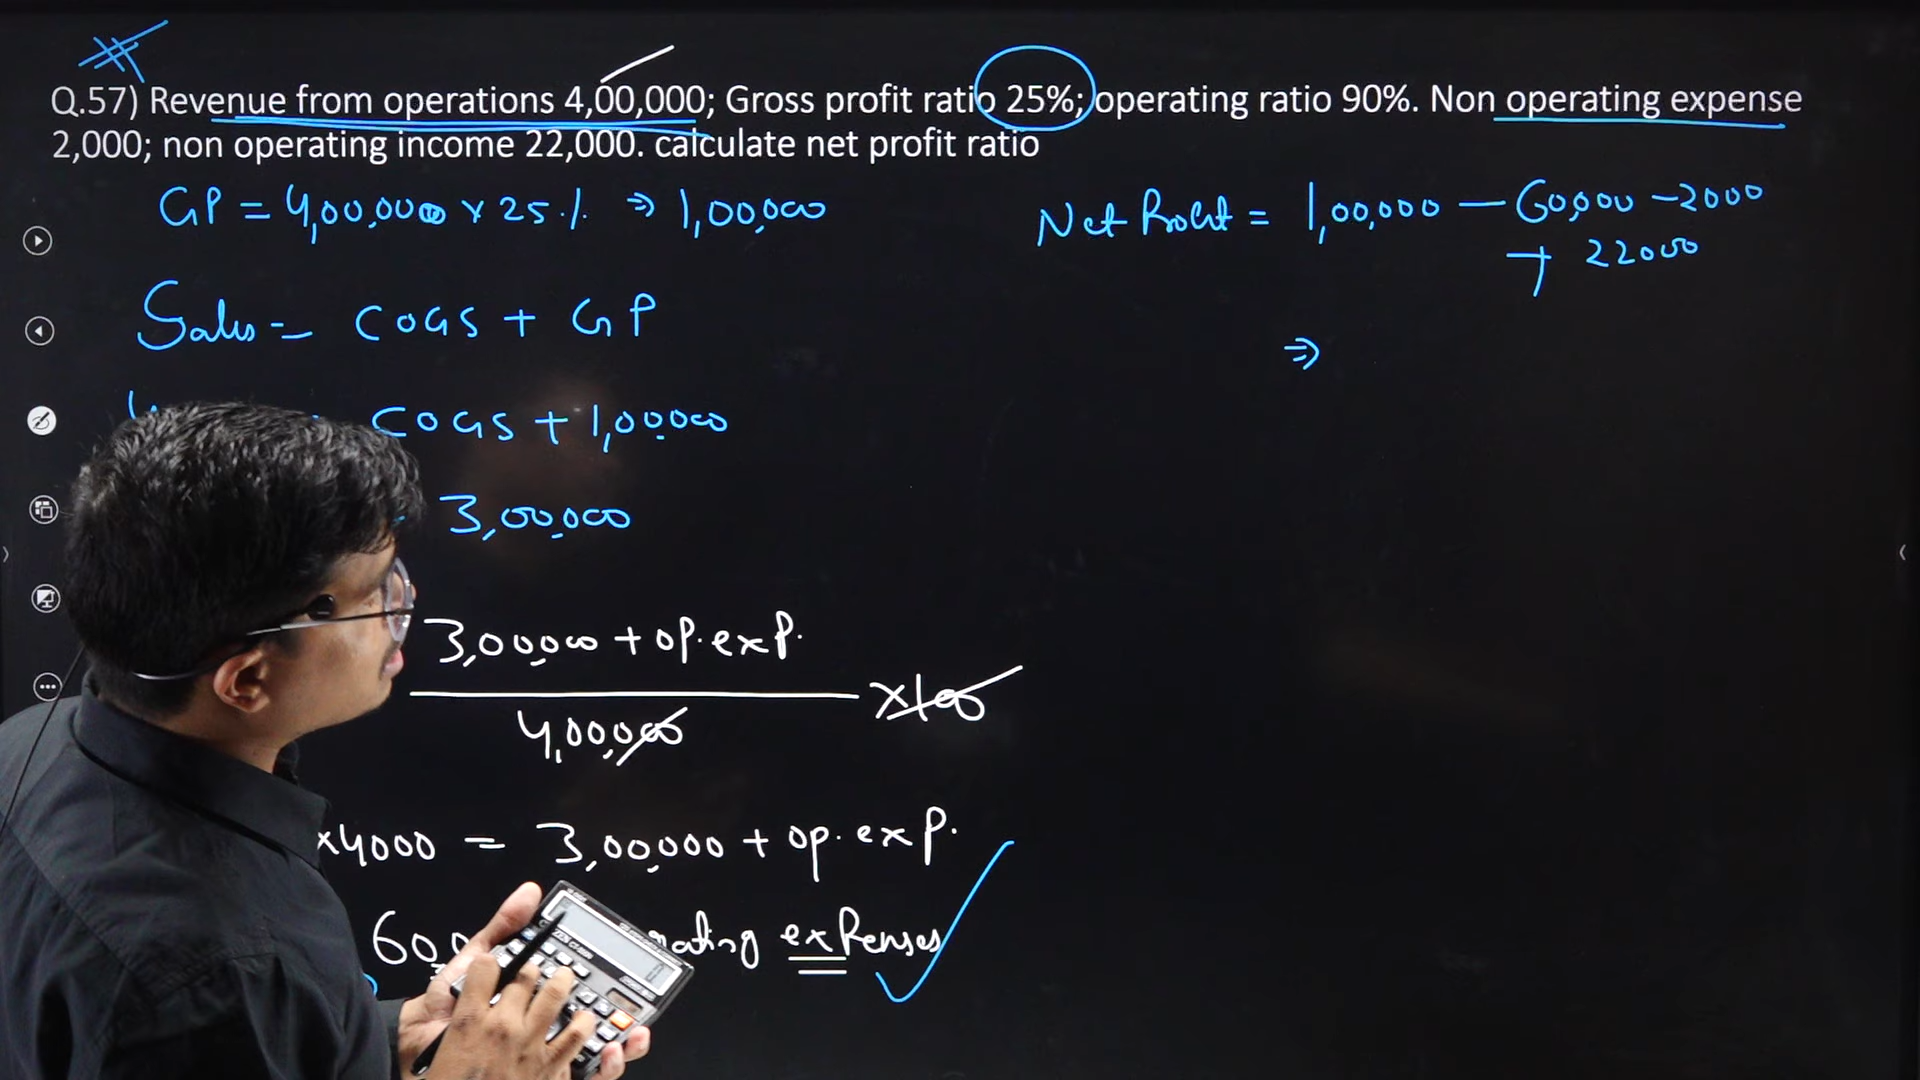 Q.57) Revenue from operations 4,00,000; Gross profit ratio 25%; operating ratio 90%. Non operating expense
2,000; non operating income 22,000. calculate net profit ratio
GP = 4,00,000 × 25% ⇒ 1,00,000
Sales = COGS + GP
COGS + 1,00,000
3,00,000
3,00,000 + op. exp.
4,00,000 ×100
×4000 = 3,00,000 + op. exp.
expenses
Net Profit = 1,00,000 — 60,000 – 2000
+ 22000
⇒